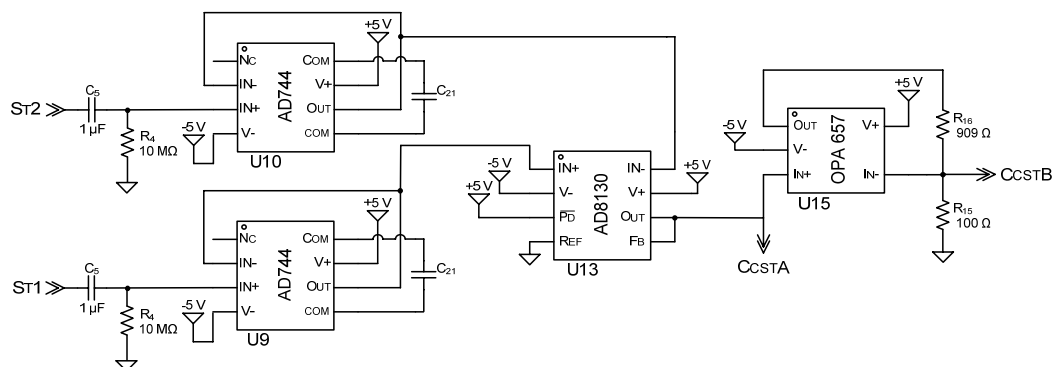 ST2
C5
1 µF
R4
10 MΩ
-5 V
+5 V
NC
IN-
IN+
V-
AD744
COM
V+
OUT
COM
U10
C21
ST1
C5
1 µF
R4
10 MΩ
-5 V
+5 V
NC
IN-
IN+
V-
AD744
COM
V+
OUT
COM
U9
C21
-5 V
+5 V
IN+
V-
PD
REF
AD8130
IN-
V+
OUT
FB
U13
+5 V
CCSTA
-5 V
OUT
V-
IN+
OPA 657
V+
IN-
U15
+5 V
R16
909 Ω
CCSTB
R15
100 Ω